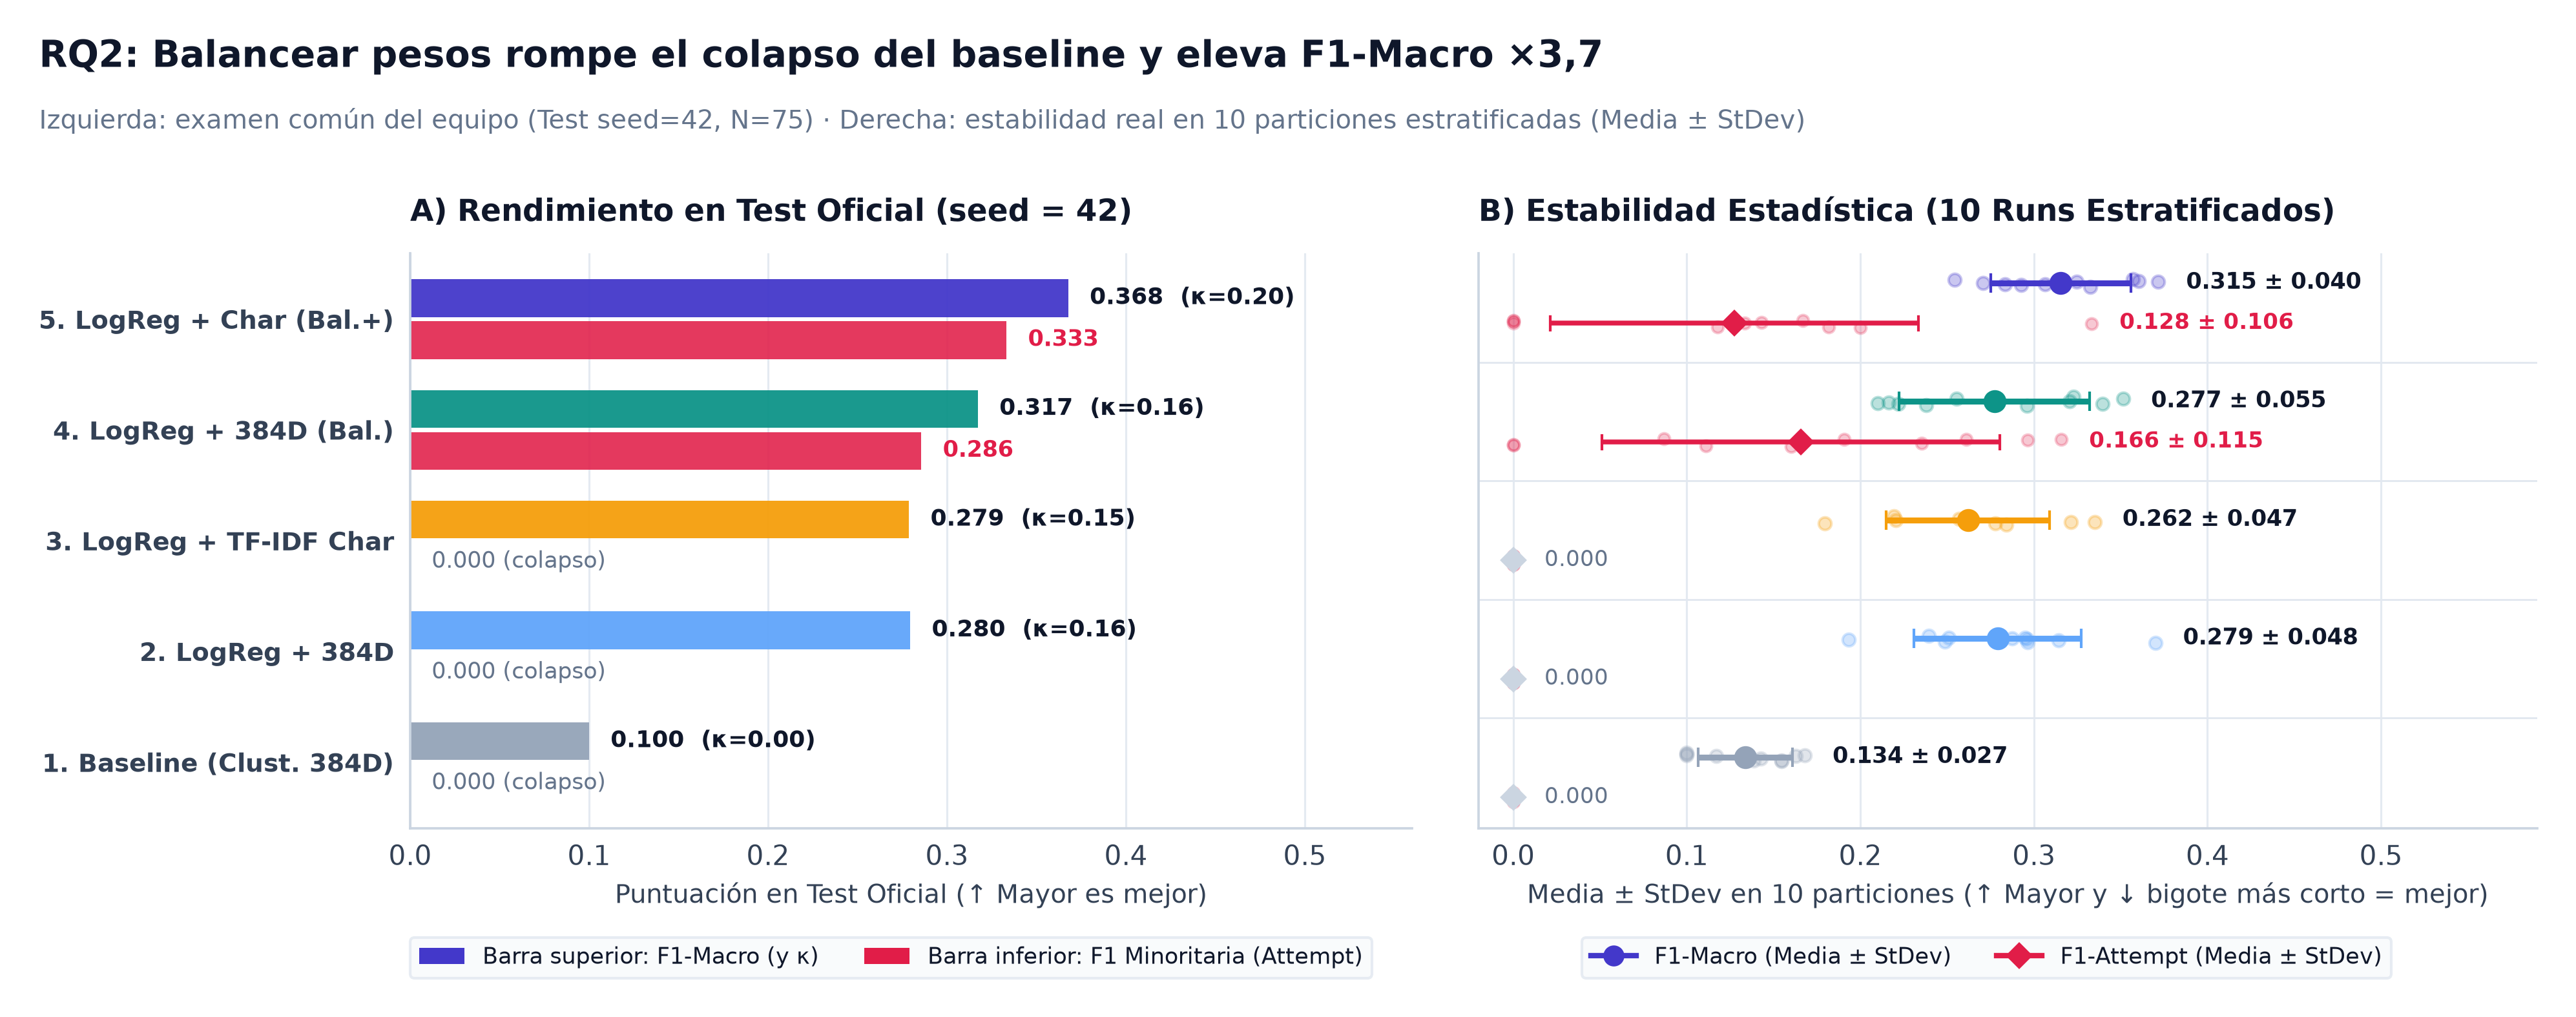 RQ2: Balancear pesos rompe el colapso del baseline y eleva F1-Macro ×3,7
Izquierda: examen común del equipo (Test seed=42, N=75) · Derecha: estabilidad real en 10 particiones estratificadas (Media ± StDev)
A) Rendimiento en Test Oficial (seed = 42)
5. LogReg + Char (Bal.+)
0.368 (κ=0.20)
0.333
4. LogReg + 384D (Bal.)
0.317 (κ=0.16)
0.286
3. LogReg + TF-IDF Char
0.279 (κ=0.15)
0.000 (colapso)
2. LogReg + 384D
0.280 (κ=0.16)
0.000 (colapso)
1. Baseline (Clust. 384D)
0.100 (κ=0.00)
0.000 (colapso)
0.0 0.1 0.2 0.3 0.4 0.5
Puntuación en Test Oficial (↑ Mayor es mejor)
Barra superior: F1-Macro (y κ) Barra inferior: F1 Minoritaria (Attempt)
B) Estabilidad Estadística (10 Runs Estratificados)
0.315 ± 0.040
0.128 ± 0.106
0.277 ± 0.055
0.166 ± 0.115
0.262 ± 0.047
0.000
0.279 ± 0.048
0.000
0.134 ± 0.027
0.000
0.0 0.1 0.2 0.3 0.4 0.5
Media ± StDev en 10 particiones (↑ Mayor y ↓ bigote más corto = mejor)
F1-Macro (Media ± StDev) F1-Attempt (Media ± StDev)